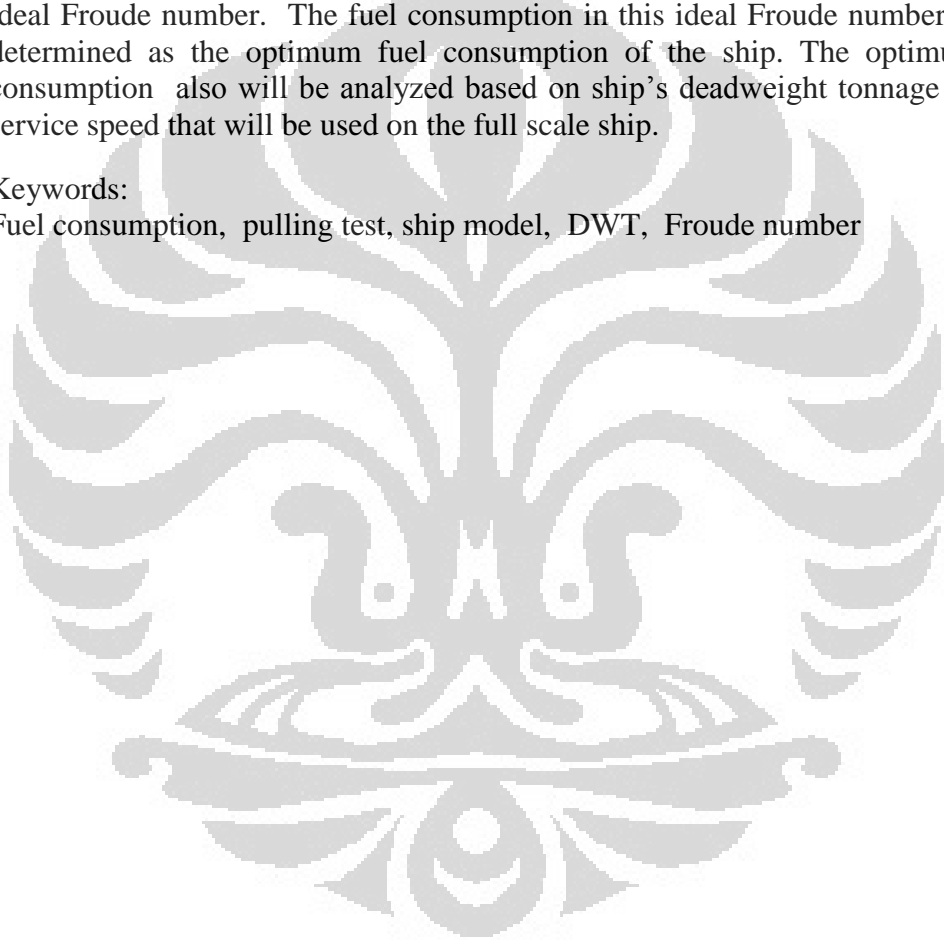 ideal Froude number. The fuel consumption in this ideal Froude number
determined as the optimum fuel consumption of the ship. The optimu
consumption also will be analyzed based on ship's deadweight tonnage
service speed that will be used on the full scale ship.
Keywords:
Fuel consumption, pulling test, ship model, DWT, Froude number